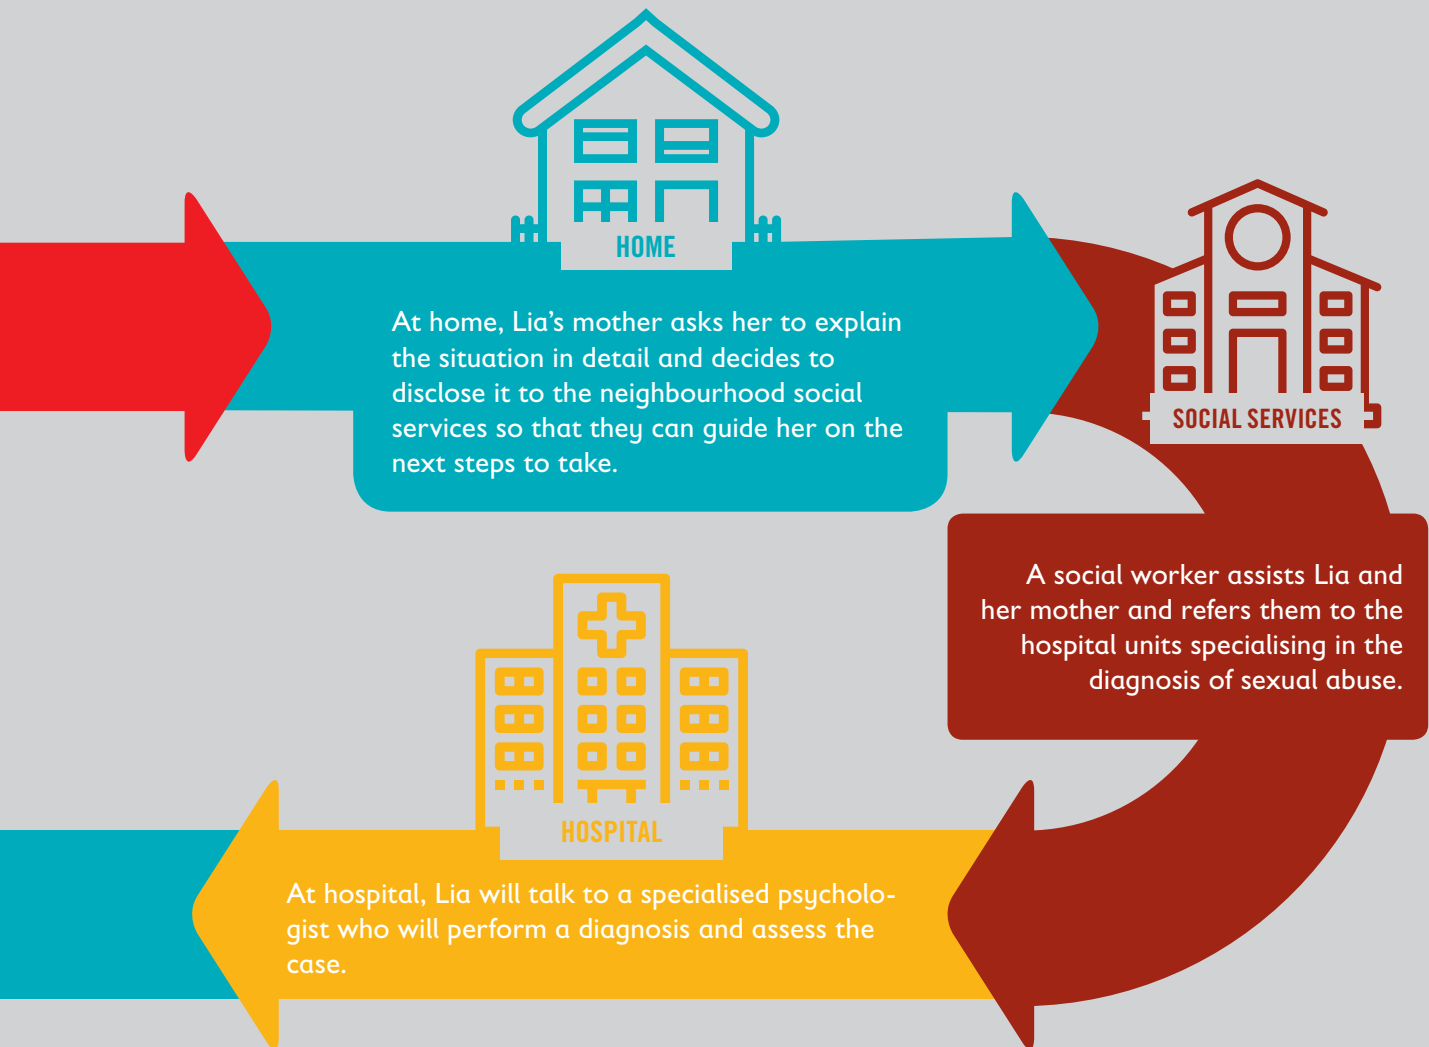 HOME
At home, Lia’s mother asks her to explain
the situation in detail and decides to
disclose it to the neighbourhood social
services so that they can guide her on the
next steps to take.
SOCIAL SERVICES
A social worker assists Lia and
her mother and refers them to the
hospital units specialising in the
diagnosis of sexual abuse.
HOSPITAL
At hospital, Lia will talk to a specialised psycholo-
gist who will perform a diagnosis and assess the
case.